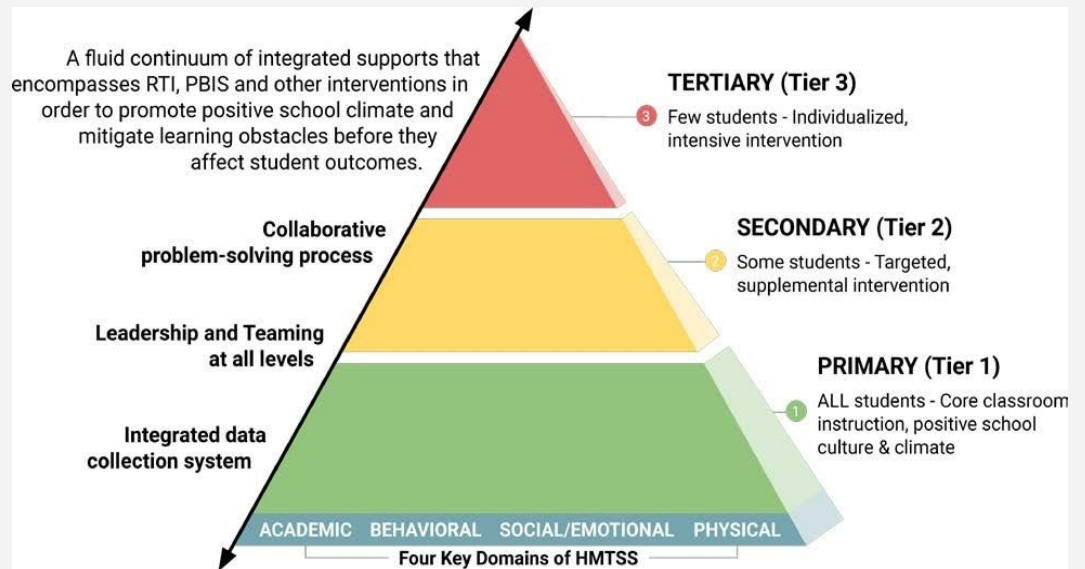 A fluid continuum of integrated supports that
encompasses RTI, PBIS and other interventions in
order to promote positive school climate and
mitigate learning obstacles before they
affect student outcomes.
Collaborative
problem-solving process
Leadership and Teaming
at all levels
Integrated data
collection system
TERTIARY (Tier 3)
3
Few students - Individualized,
intensive intervention
SECONDARY (Tier 2)
2
Some students - Targeted,
supplemental intervention
PRIMARY (Tier 1)
1
ALL students - Core classroom
instruction, positive school
culture & climate
ACADEMIC BEHAVIORAL SOCIAL/EMOTIONAL PHYSICAL
Four Key Domains of HMTSS